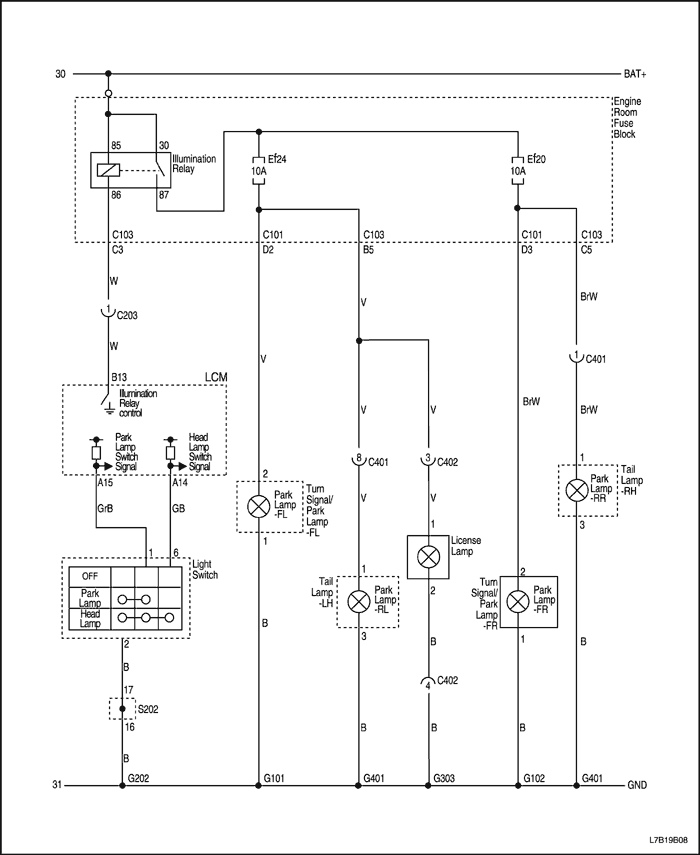 30
BAT+
Engine
Room
Fuse
Block
85
30
Illumination
Relay
86
87
Ef24
10A
Ef20
10A
C103
C3
C101
D2
C103
B5
C101
D3
C103
C5
W
C203
1
W
V
V
V
V
BrW
BrW
1
C401
BrW
B13
LCM
Illumination
Relay
control
Park
Lamp
Switch
Signal
Head
Lamp
Switch
Signal
A15
A14
GrB
GB
8
C401
3
C402
V
V
2
Park
Lamp
-FL
Turn
Signal/
Park
Lamp
-FL
1
1
Park
Lamp
-RR
Tail
Lamp
-RH
3
1
License
Lamp
2
1
6
Light
Switch
OFF
Park
Lamp
Head
Lamp
2
1
Tail
Lamp
-LH
Park
Lamp
-RL
3
2
Turn
Signal/
Park
Lamp
-FR
Park
Lamp
-FR
1
B
B
B
B
4
C402
17
S202
16
B
B
B
B
B
31
G202
G101
G401
G303
G102
G401
GND
L7B19B08